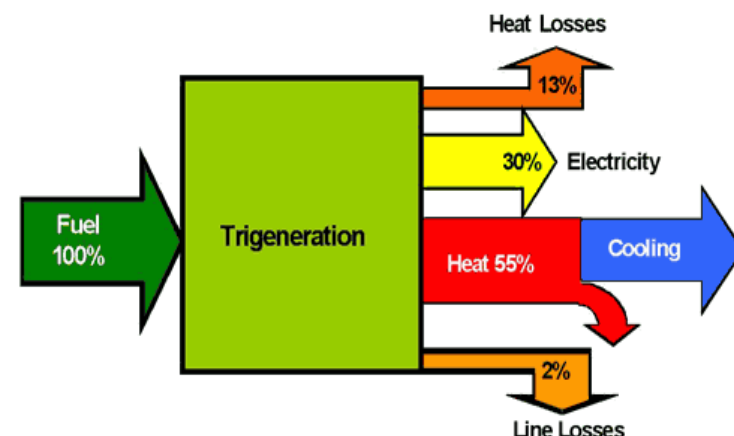 Heat Losses
13%
30% Electricity
Fuel
100%
Trigeneration
Heat 55%
Cooling
2%
Line Losses